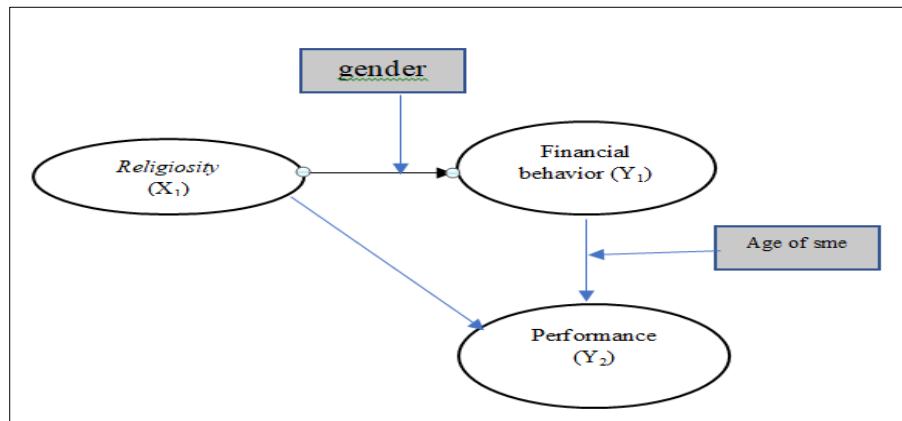 gender
Religiosity
(X₁)
Financial
behavior (Y₁)
Age of sme
Performance
(Y₂)